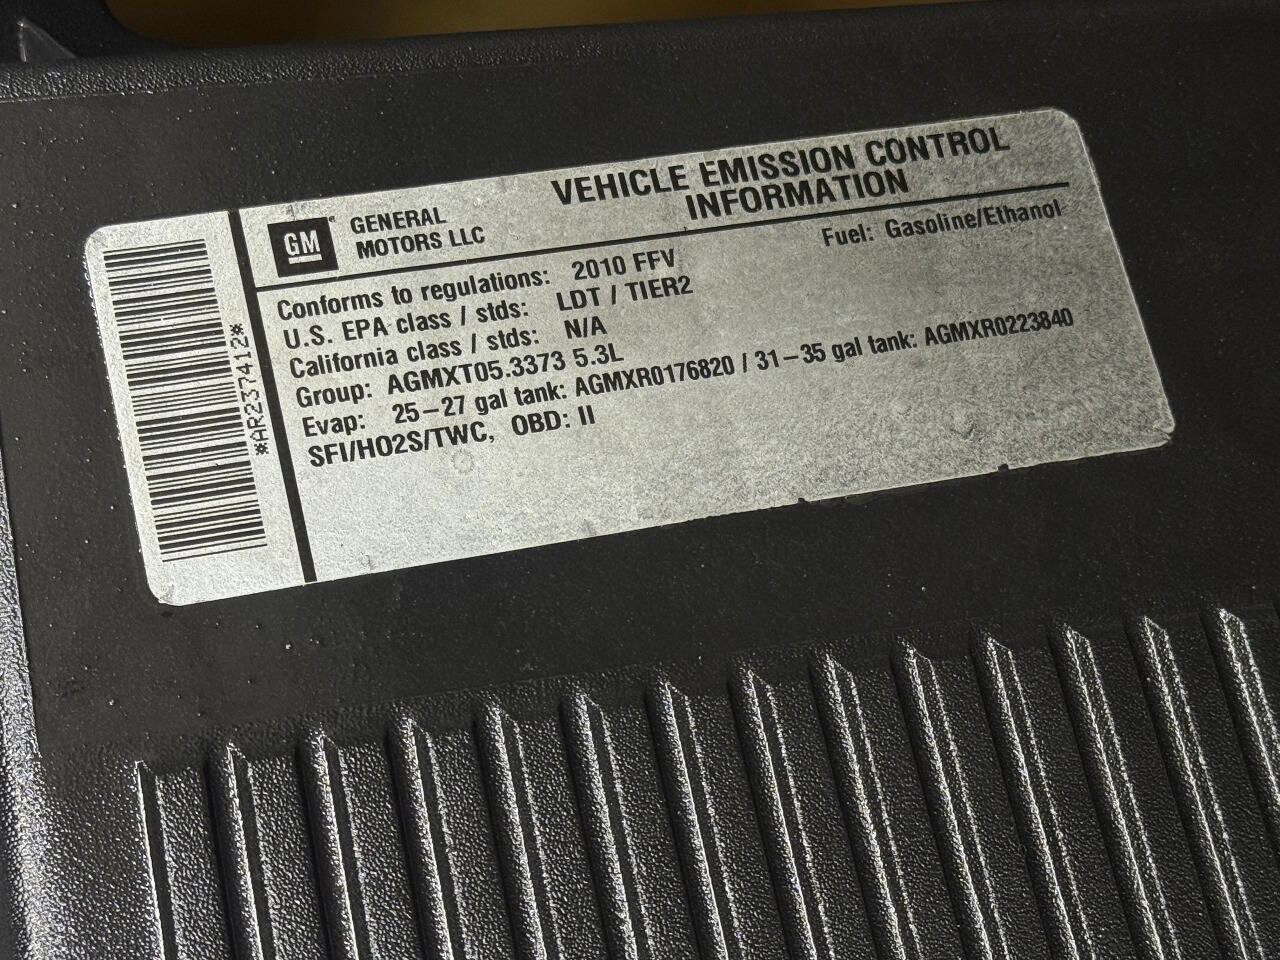 GM
GENERAL
MOTORS LLC
VEHICLE EMISSION CONTROL
INFORMATION
Conforms to regulations: 2010 FFV
Fuel: Gasoline/Ethanol
U.S. EPA class / stds: LDT / TIER2
California class / stds: N/A
Group: AGMXT05.3373 5.3L
Evap: 25-27 gal tank: AGMXR0176820 / 31-35 gal tank: AGMXR0223840
SFI/HO2S/TWC, OBD: II
*AR237412*